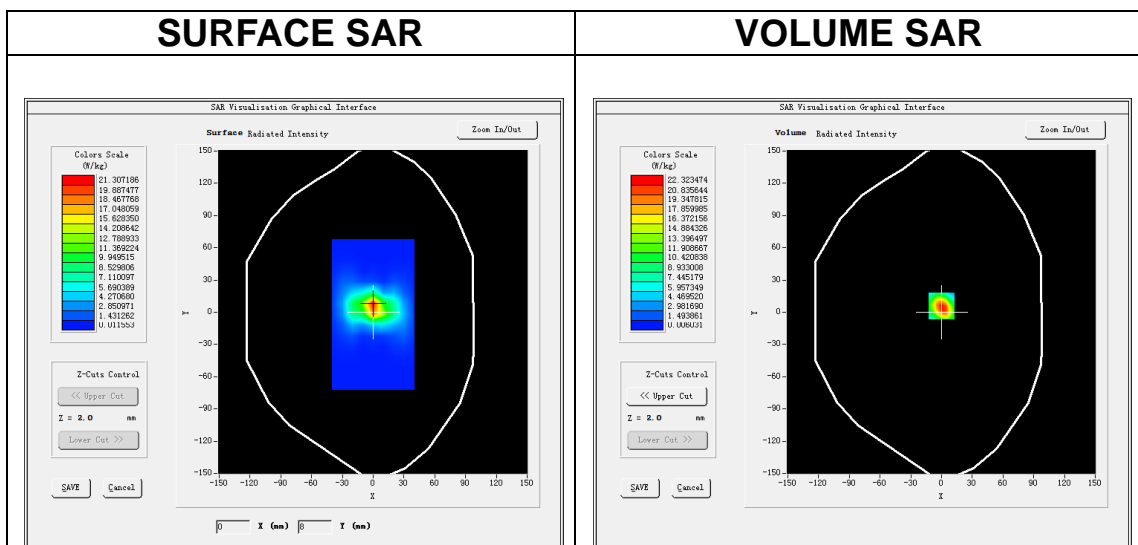 SURFACE SAR
VOLUME SAR
SAR Visualisation Graphical Interface
Surface Radiated Intensity
Zoom In/Out
Colors Scale
(W/kg)
21.307186
19.887477
18.467768
17.048059
15.628350
14.208642
12.788933
11.369224
9.949515
8.529806
7.110097
5.690389
4.270680
2.850971
1.431262
0.011553
150
120
90
60
30
0
-30
-60
-90
-120
-150
Y
-150 -120 -90 -60 -30 0 30 60 90 120 150
X
Z-Cuts Control
<< Upper Cut
Z = 2.0 mm
Lower Cut >>
SAVE Cancel
0 X (mm) 8 Y (mm)
SAR Visualisation Graphical Interface
Volume Radiated Intensity
Zoom In/Out
Colors Scale
(W/kg)
22.323474
20.835644
19.347815
17.859985
16.372156
14.884326
13.396497
11.908667
10.420838
8.933008
7.445179
5.957349
4.469520
2.981690
1.493861
0.006031
150
120
90
60
30
0
-30
-60
-90
-120
-150
Y
-150 -120 -90 -60 -30 0 30 60 90 120 150
X
Z-Cuts Control
<< Upper Cut
Z = 2.0 mm
Lower Cut >>
SAVE Cancel